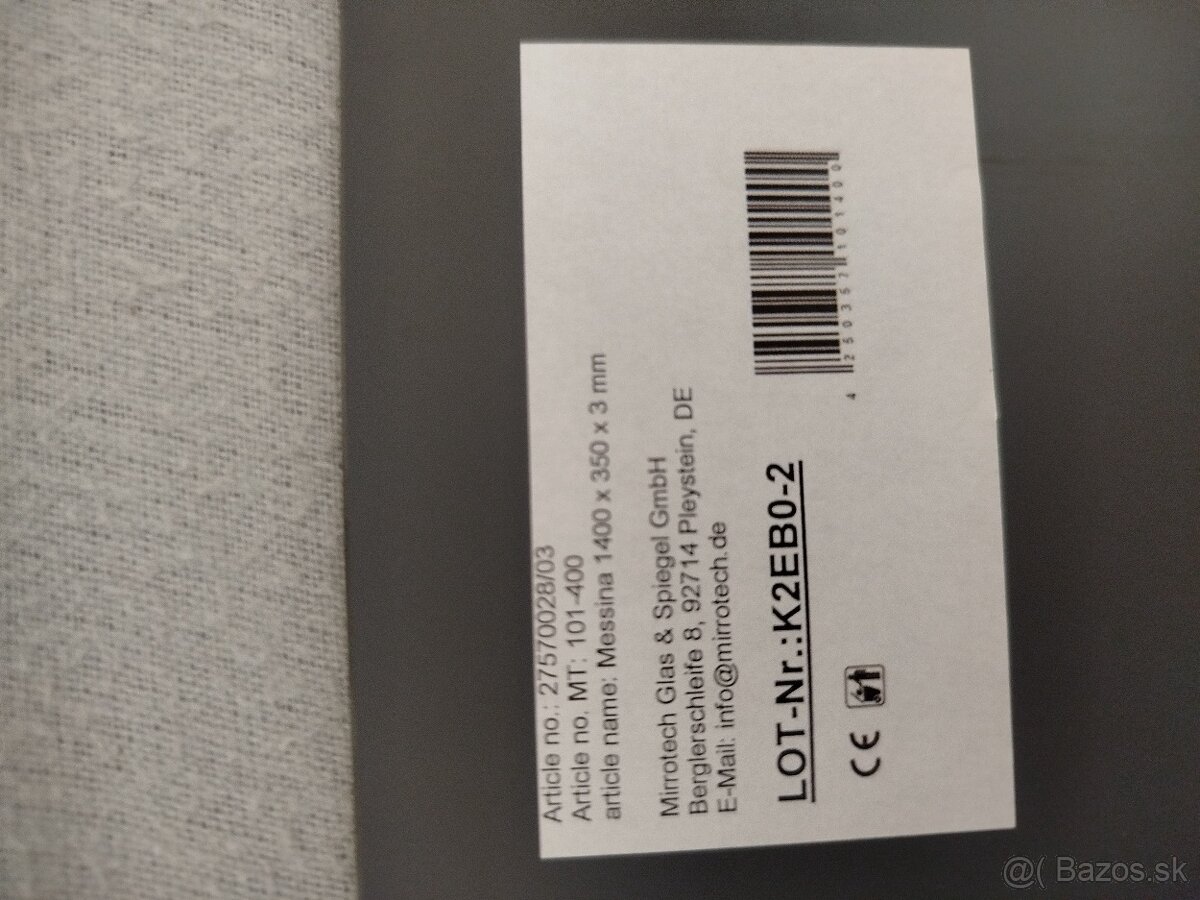 Article no.: 27570028/03
Article no. MT: 101-400
article name: Messina 1400 x 350 x 3 mm
Mirrotech Glas & Spiegel GmbH
Berglerschleife 8, 92714 Pleystein, DE
E-Mail: info@mirrotech.de
LOT-Nr.:K2EB0-2
4 250357 101400
CE
@( Bazos.sk